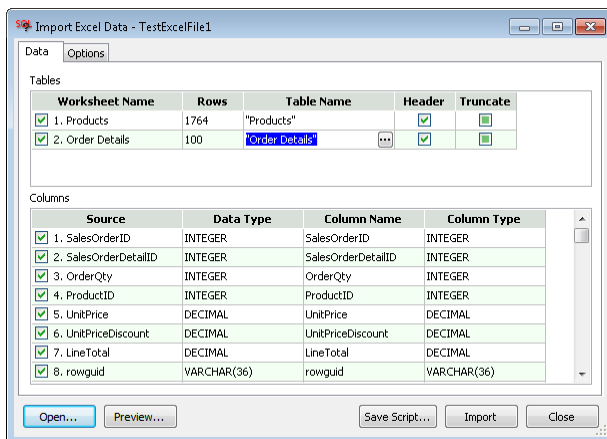 SQL Import Excel Data - TestExcelFile1
Data Options
Tables
Worksheet Name Rows Table Name Header Truncate
1. Products 1764 "Products"
2. Order Details 100 "Order Details" ...
Columns
Source Data Type Column Name Column Type
1. SalesOrderID INTEGER SalesOrderID INTEGER
2. SalesOrderDetailID INTEGER SalesOrderDetailID INTEGER
3. OrderQty INTEGER OrderQty INTEGER
4. ProductID INTEGER ProductID INTEGER
5. UnitPrice DECIMAL UnitPrice DECIMAL
6. UnitPriceDiscount DECIMAL UnitPriceDiscount DECIMAL
7. LineTotal DECIMAL LineTotal DECIMAL
8. rowguid VARCHAR(36) rowguid VARCHAR(36)
Open... Preview... Save Script... Import Close